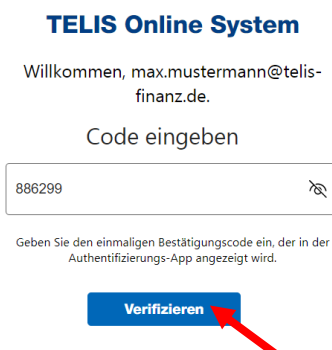 TELIS Online System
Willkommen, max.mustermann@telis-
finanz.de.
Code eingeben
886299
Geben Sie den einmaligen Bestätigungscode ein, der in der
Authentifizierungs-App angezeigt wird.
Verifizieren